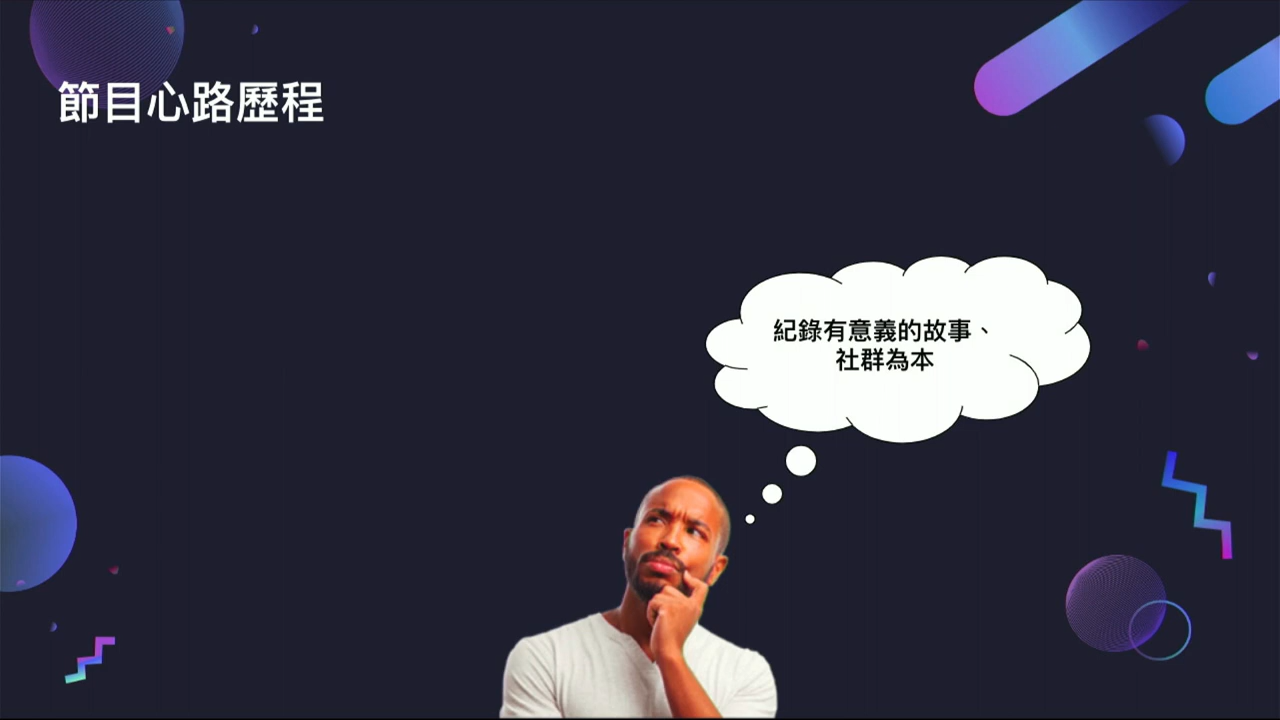 節目心路歷程
紀錄有意義的故事、
社群為本